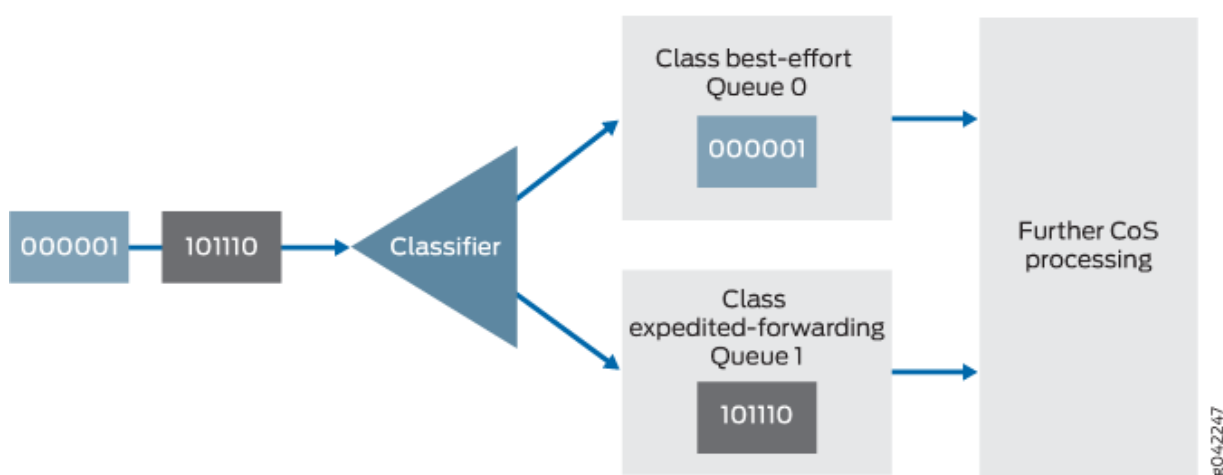 000001
101110
Classifier
Class best-effort
Queue 0
000001
Class
expedited-forwarding
Queue 1
101110
Further CoS
processing
g042247